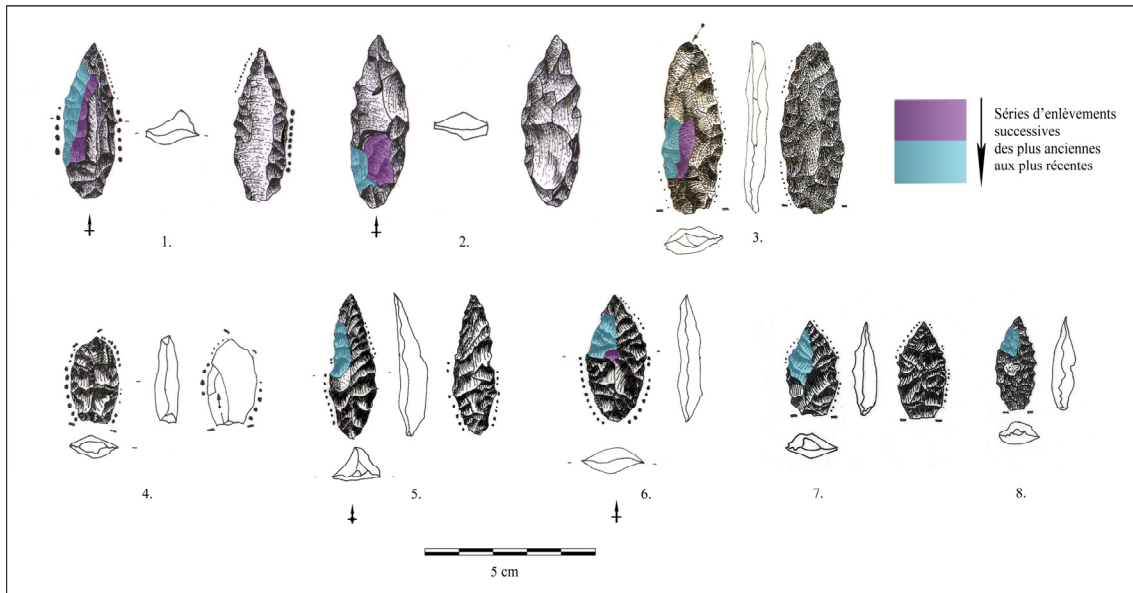 Séries d'enlèvements
successives
des plus anciennes
aux plus récentes
1.
2.
3.
4.
5.
6.
7.
8.
5 cm